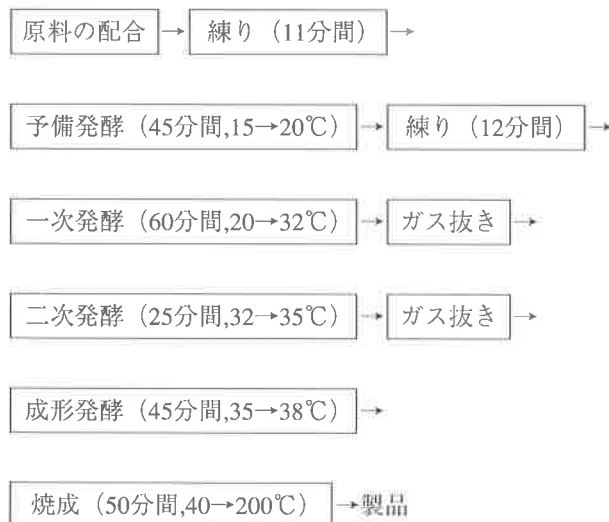 原料の配合→練り（11分間）→
予備発酵（45分間,15→20℃）→練り（12分間）→
一次発酵（60分間,20→32℃）→ガス抜き→
二次発酵（25分間,32→35℃）→ガス抜き→
成形発酵（45分間,35→38℃）→
焼成（50分間,40→200℃）→製品